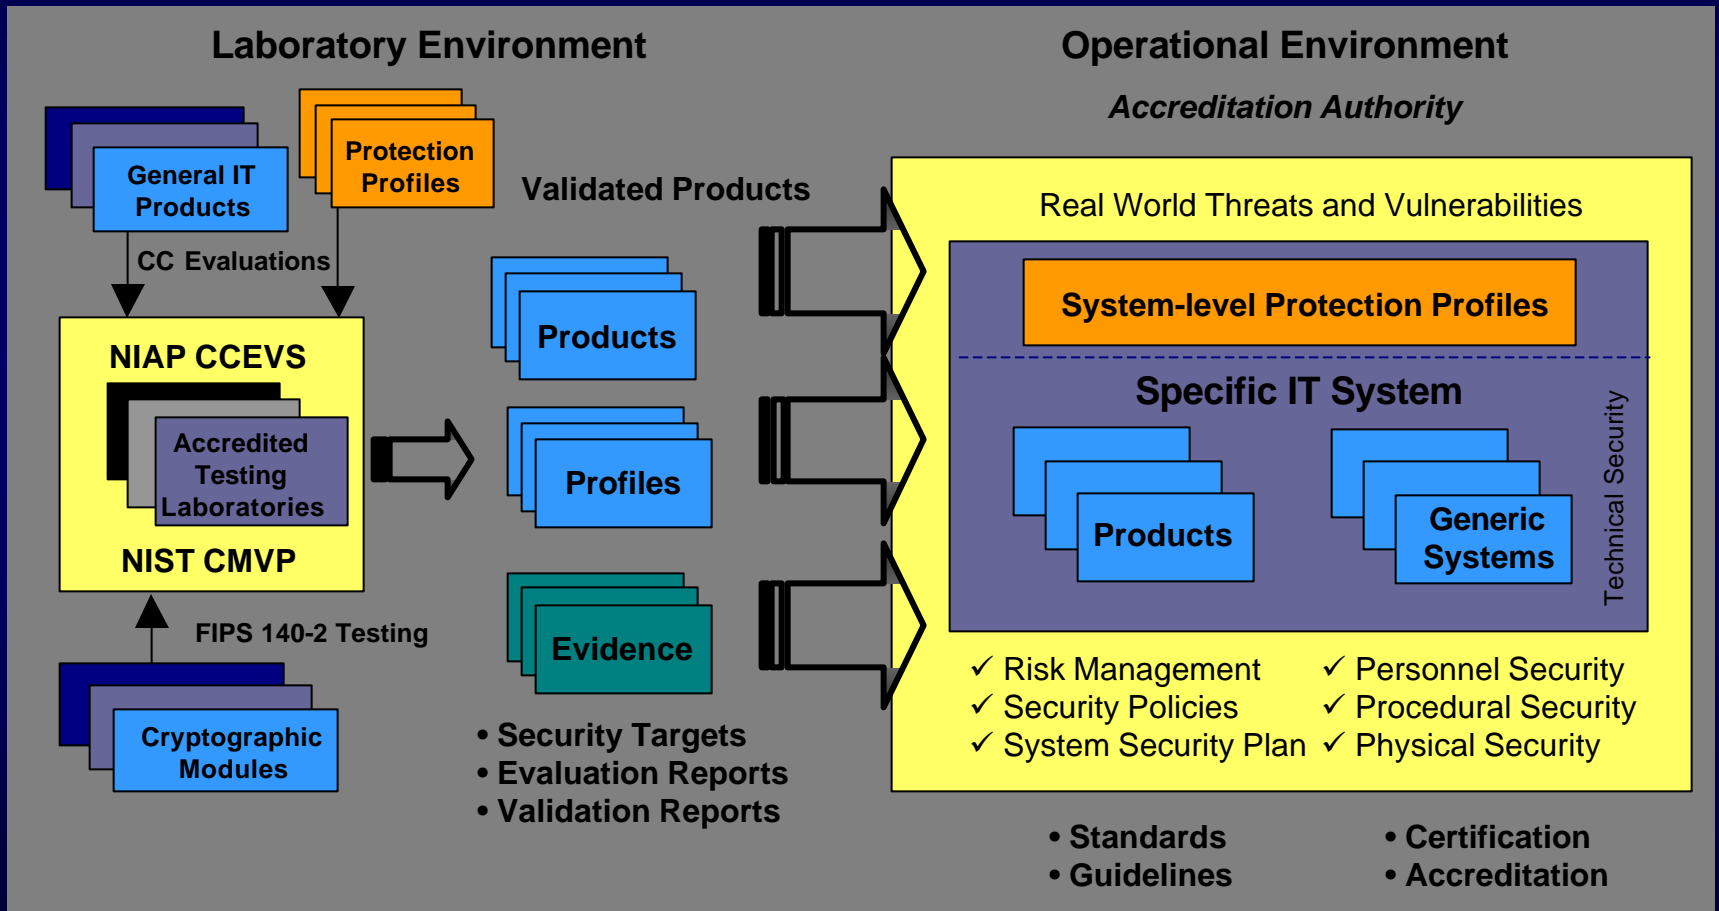 Laboratory Environment
Operational Environment
Accreditation Authority
General IT
Products
Protection
Profiles
CC Evaluations
NIAP CCEVS
Accredited
Testing
Laboratories
NIST CMVP
FIPS 140-2 Testing
Cryptographic
Modules
Validated Products
Products
Profiles
Evidence
• Security Targets
• Evaluation Reports
• Validation Reports
Real World Threats and Vulnerabilities
System-level Protection Profiles
Specific IT System
Products
Generic
Systems
Technical Security
✓ Risk Management
✓ Security Policies
✓ System Security Plan
✓ Personnel Security
✓ Procedural Security
✓ Physical Security
• Standards
• Guidelines
• Certification
• Accreditation